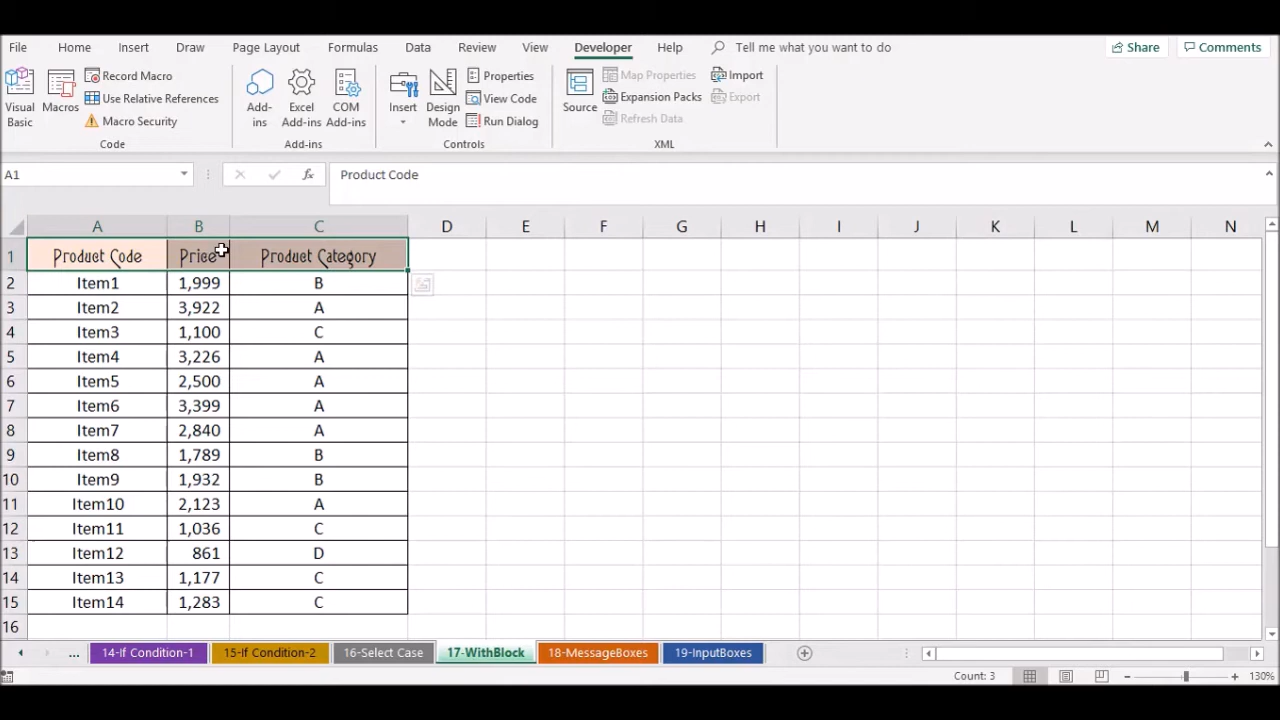 File Home Insert Draw Page Layout Formulas Data Review View Developer Help Tell me what you want to do Share Comments
Visual Basic
Macros
Record Macro
Use Relative References
Macro Security
Code
Add-ins
Excel Add-ins
COM Add-ins
Add-ins
Insert
Design Mode
Properties
View Code
Run Dialog
Controls
Source
Map Properties
Expansion Packs
Refresh Data
Import
Export
XML
A1 fx Product Code
A B C D E F G H I J K L M N
1 Product Code Price Product Category
2 Item1 1,999 B
3 Item2 3,922 A
4 Item3 1,100 C
5 Item4 3,226 A
6 Item5 2,500 A
7 Item6 3,399 A
8 Item7 2,840 A
9 Item8 1,789 B
10 Item9 1,932 B
11 Item10 2,123 A
12 Item11 1,036 C
13 Item12 861 D
14 Item13 1,177 C
15 Item14 1,283 C
16
... 14-If Condition-1 15-If Condition-2 16-Select Case 17-WithBlock 18-MessageBoxes 19-InputBoxes
Count: 3 130%